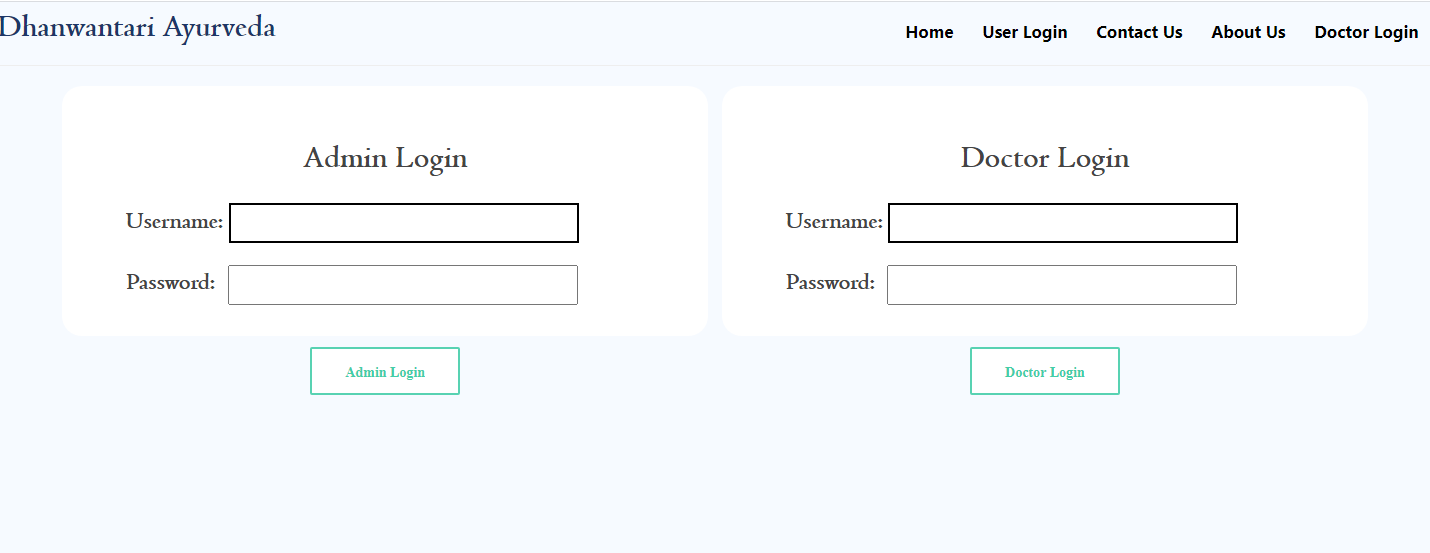 Dhanwantari Ayurveda
Home User Login Contact Us About Us Doctor Login
Admin Login
Username:
Password:
Admin Login
Doctor Login
Username:
Password:
Doctor Login